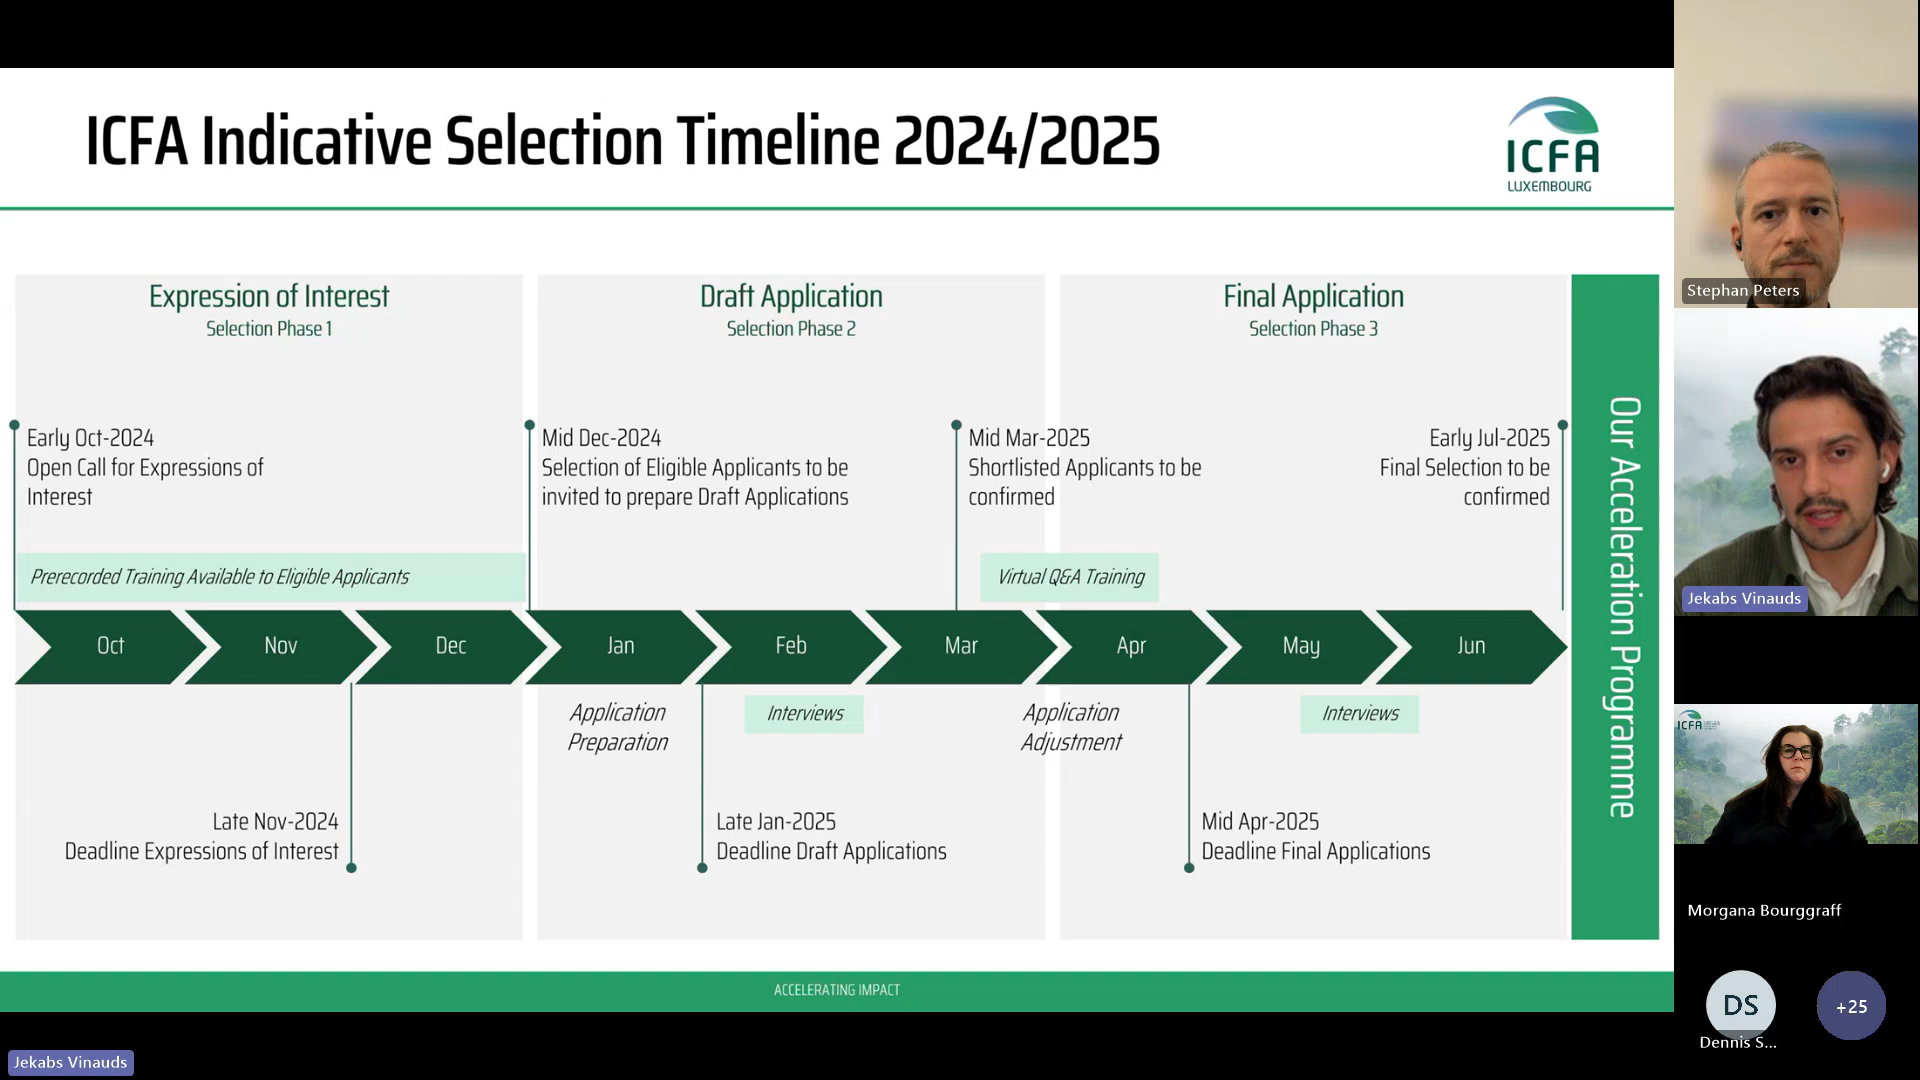 ICFA Indicative Selection Timeline 2024/2025
ICFA
LUXEMBOURG
Expression of Interest
Selection Phase 1
Draft Application
Selection Phase 2
Final Application
Selection Phase 3
Early Oct-2024
Open Call for Expressions of
Interest
Mid Dec-2024
Selection of Eligible Applicants to be
invited to prepare Draft Applications
Mid Mar-2025
Shortlisted Applicants to be
confirmed
Early Jul-2025
Final Selection to be
confirmed
Prerecorded Training Available to Eligible Applicants
Virtual Q&A Training
Oct
Nov
Dec
Jan
Feb
Mar
Apr
May
Jun
Application
Preparation
Interviews
Application
Adjustment
Interviews
Late Nov-2024
Deadline Expressions of Interest
Late Jan-2025
Deadline Draft Applications
Mid Apr-2025
Deadline Final Applications
Our Acceleration Programme
ACCELERATING IMPACT
Jekabs Vinauds
Stephan Peters
Jekabs Vinauds
ICFA
Morgana Bourggraff
DS
Dennis S...
+25